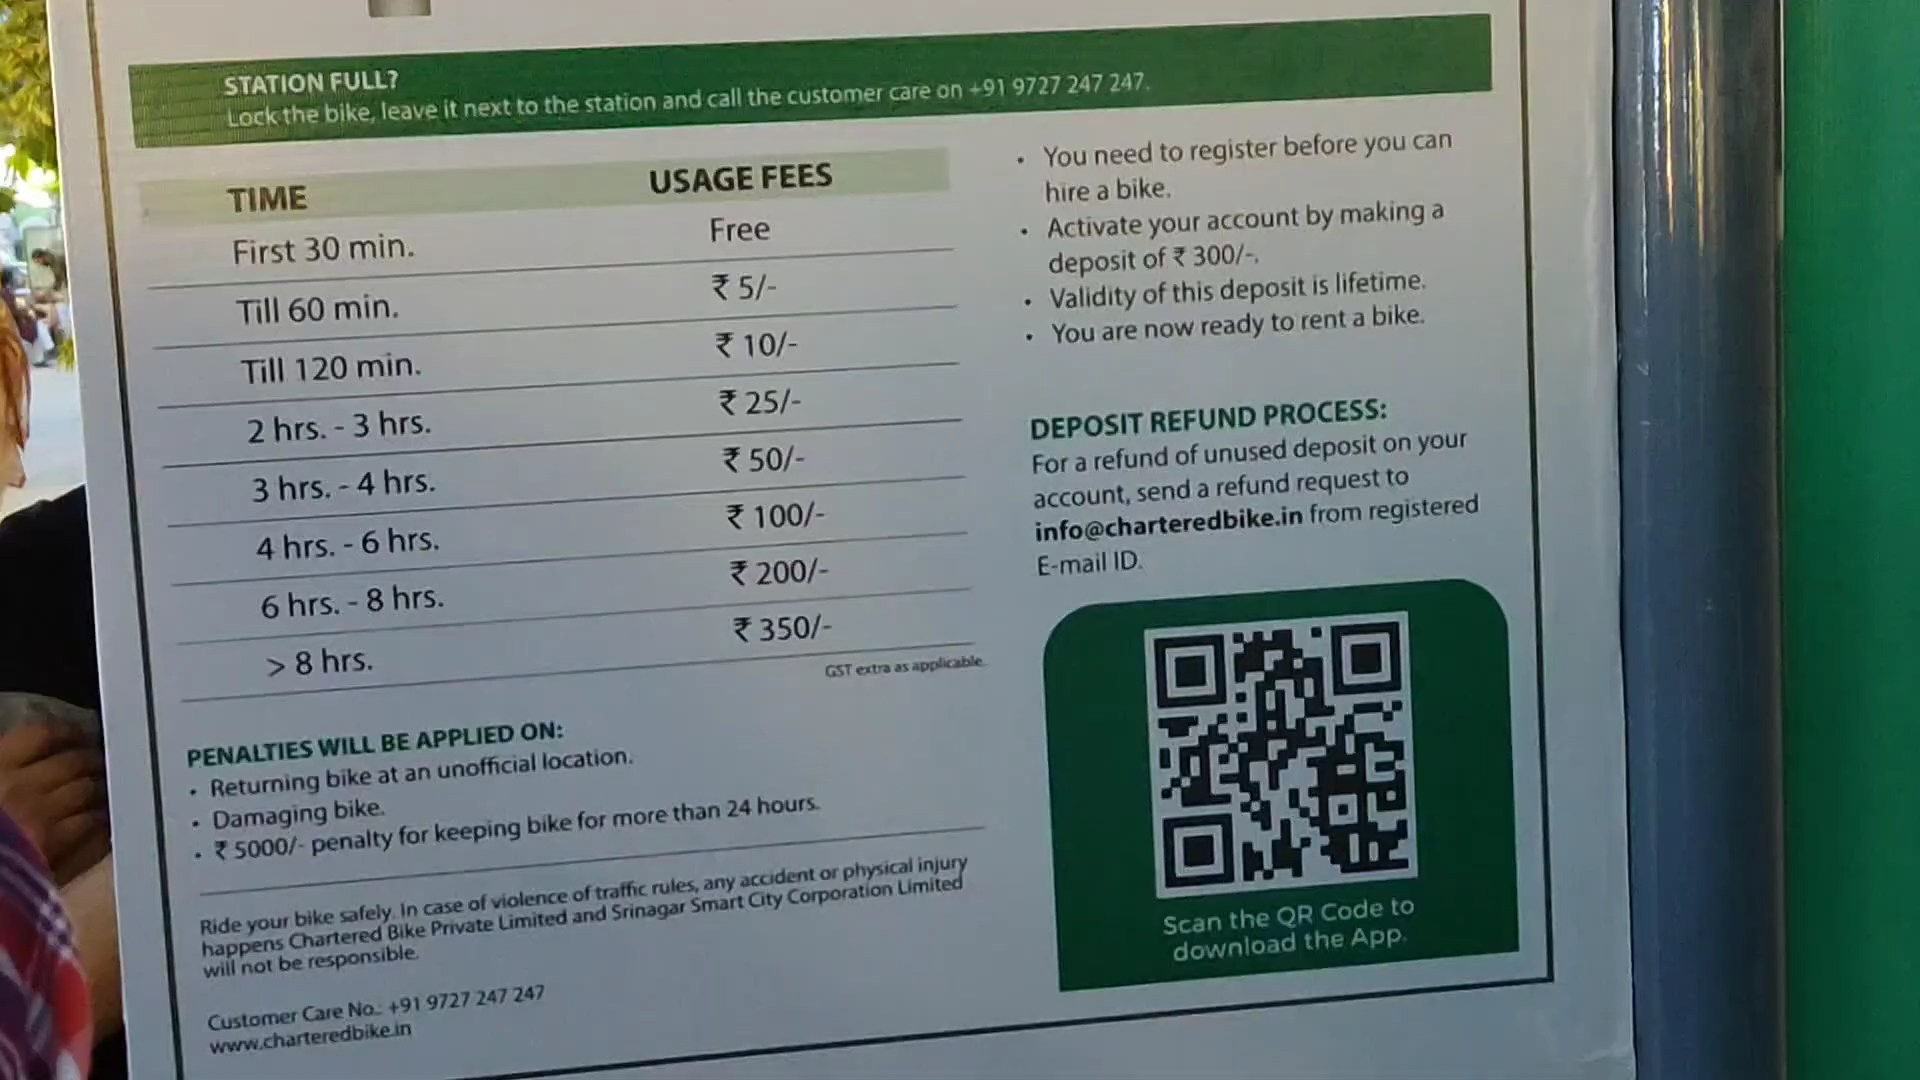 STATION FULL?
Lock the bike, leave it next to the station and call the customer care on +91 9727 247 247.
TIME USAGE FEES
First 30 min. Free
Till 60 min. ₹ 5/-
Till 120 min. ₹ 10/-
2 hrs. - 3 hrs. ₹ 25/-
3 hrs. - 4 hrs. ₹ 50/-
4 hrs. - 6 hrs. ₹ 100/-
6 hrs. - 8 hrs. ₹ 200/-
> 8 hrs. ₹ 350/-
GST extra as applicable.
PENALTIES WILL BE APPLIED ON:
• Returning bike at an unofficial location.
• Damaging bike.
• ₹ 5000/- penalty for keeping bike for more than 24 hours.
Ride your bike safely. In case of violence of traffic rules, any accident or physical injury
happens Chartered Bike Private Limited and Srinagar Smart City Corporation Limited
will not be responsible.
Customer Care No.: +91 9727 247 247
www.charteredbike.in
• You need to register before you can
hire a bike.
• Activate your account by making a
deposit of ₹ 300/-.
• Validity of this deposit is lifetime.
• You are now ready to rent a bike.
DEPOSIT REFUND PROCESS:
For a refund of unused deposit on your
account, send a refund request to
info@charteredbike.in from registered
E-mail ID.
Scan the QR Code to
download the App.